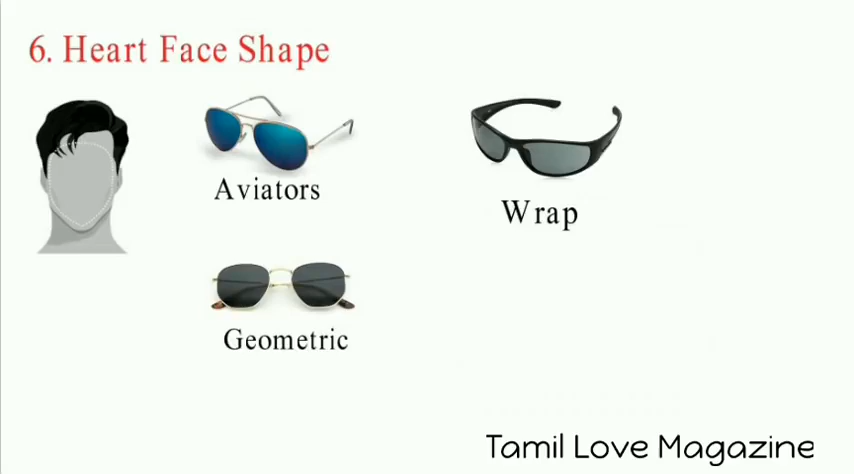 6. Heart Face Shape
Aviators
Wrap
Geometric
Tamil Love Magazine